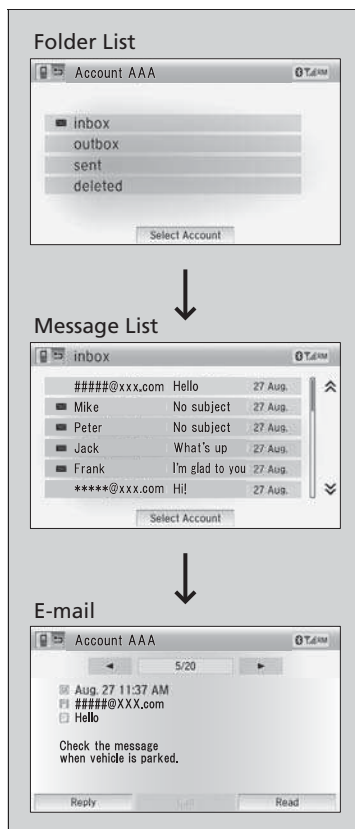 Folder List
Account AAA
inbox
outbox
sent
deleted
Select Account
Message List
inbox
#####@xxx.com Hello 27 Aug.
Mike No subject 27 Aug.
Peter No subject 27 Aug.
Jack What's up 27 Aug.
Frank I'm glad to you 27 Aug.
*****@xxx.com Hi! 27 Aug.
Select Account
E-mail
Account AAA
5/20
Aug. 27 11:37 AM
#####@XXX.com
Hello
Check the message
when vehicle is parked.
Reply Call Read